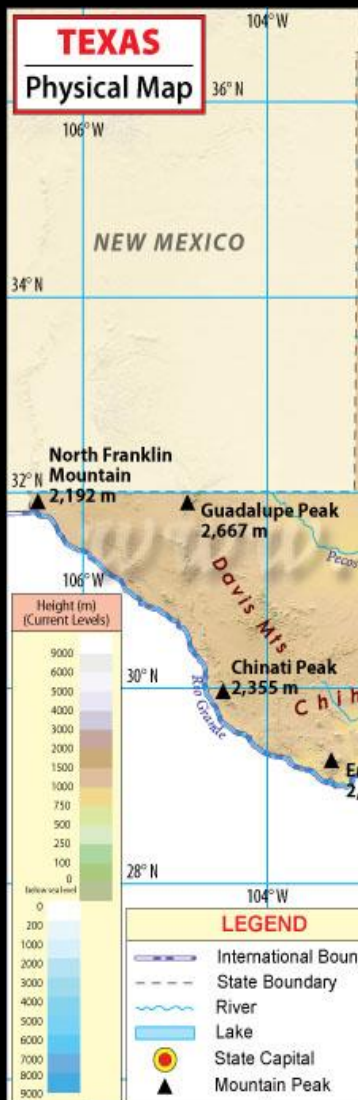 TEXAS
Physical Map
104° W
36° N
106° W
NEW MEXICO
34° N
North Franklin
Mountain
2,192 m
32° N
Guadalupe Peak
2,667 m
Pecos
Davis Mts
106° W
Chinati Peak
2,355 m
30° N
Rio Grande
Chih
E
2,
28° N
104° W
Height (m)
(Current Levels)
9000
6000
5000
4000
3000
2000
1500
1000
750
500
250
100
0
below sea level
0
200
1000
2000
3000
4000
5000
6000
7000
8000
9000
LEGEND
International Boun
State Boundary
River
Lake
State Capital
Mountain Peak